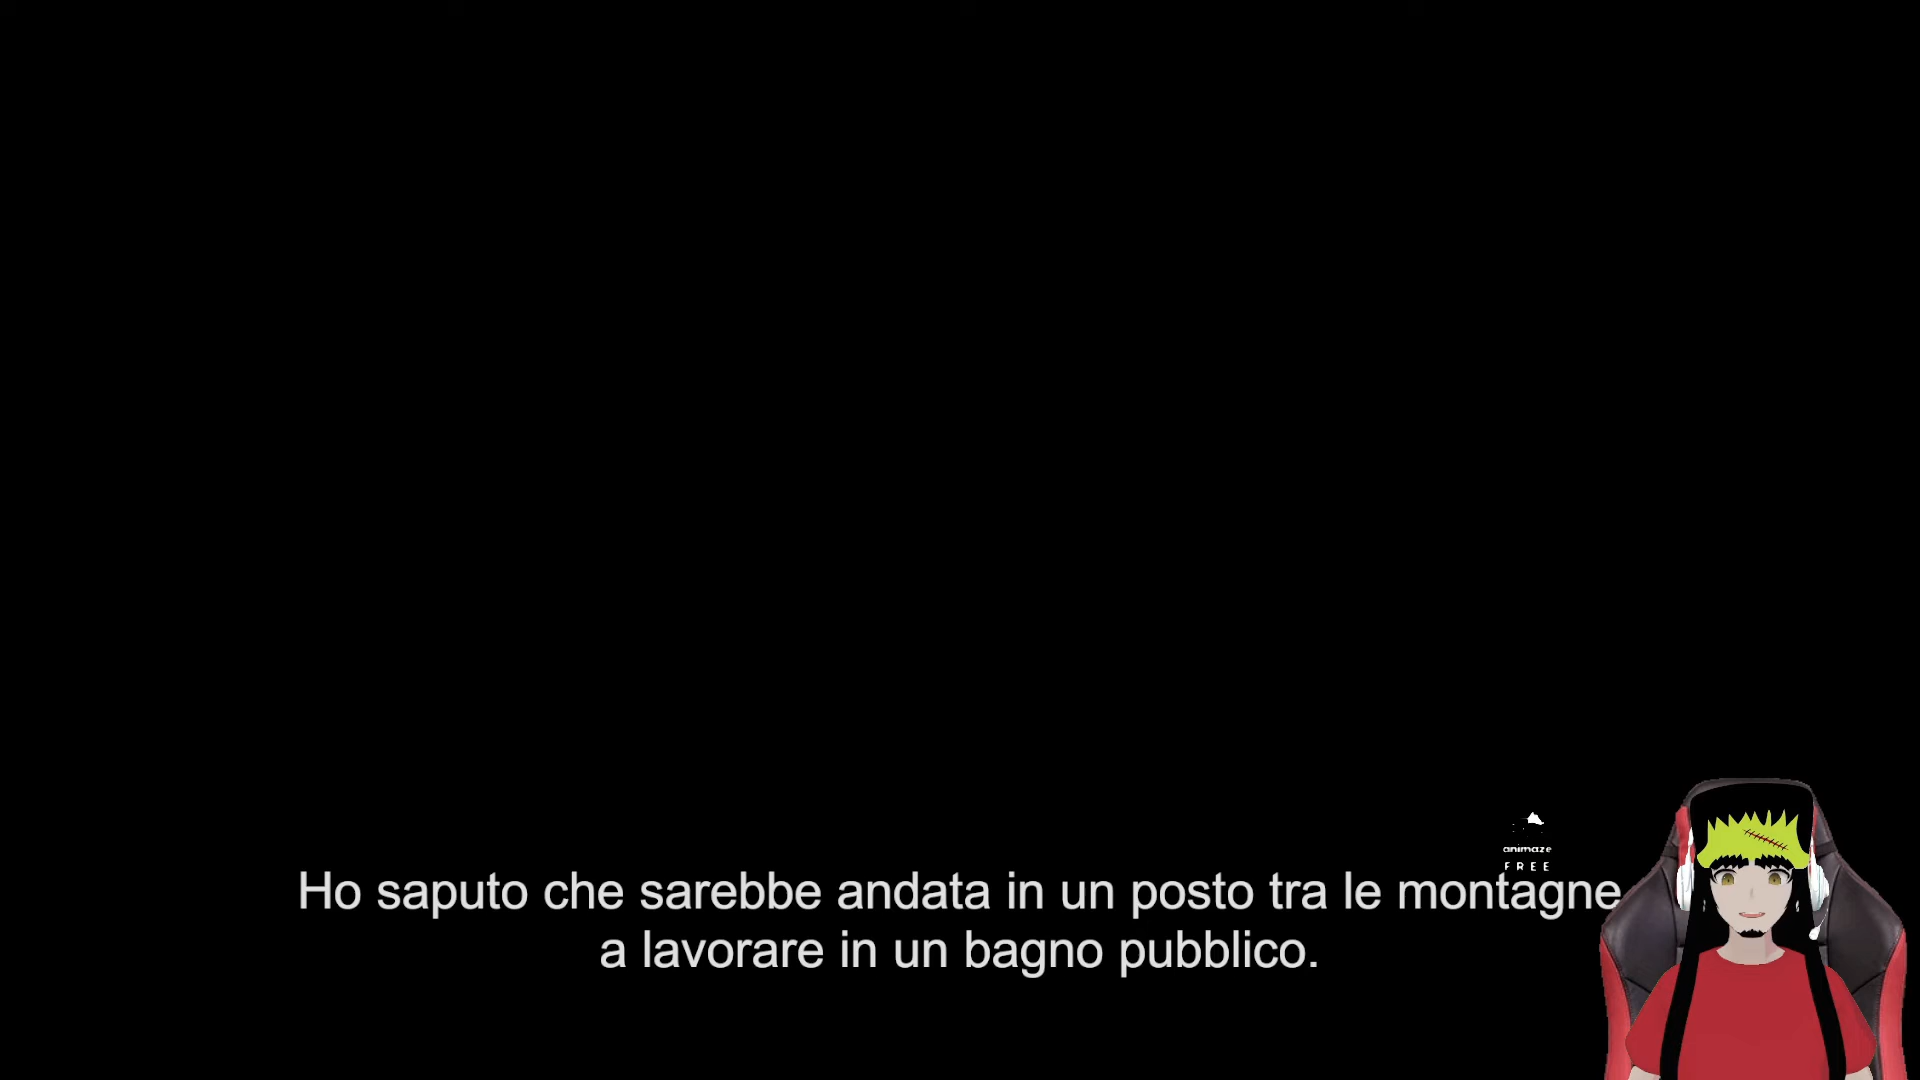 animaze
FREE
Ho saputo che sarebbe andata in un posto tra le montagne
a lavorare in un bagno pubblico.